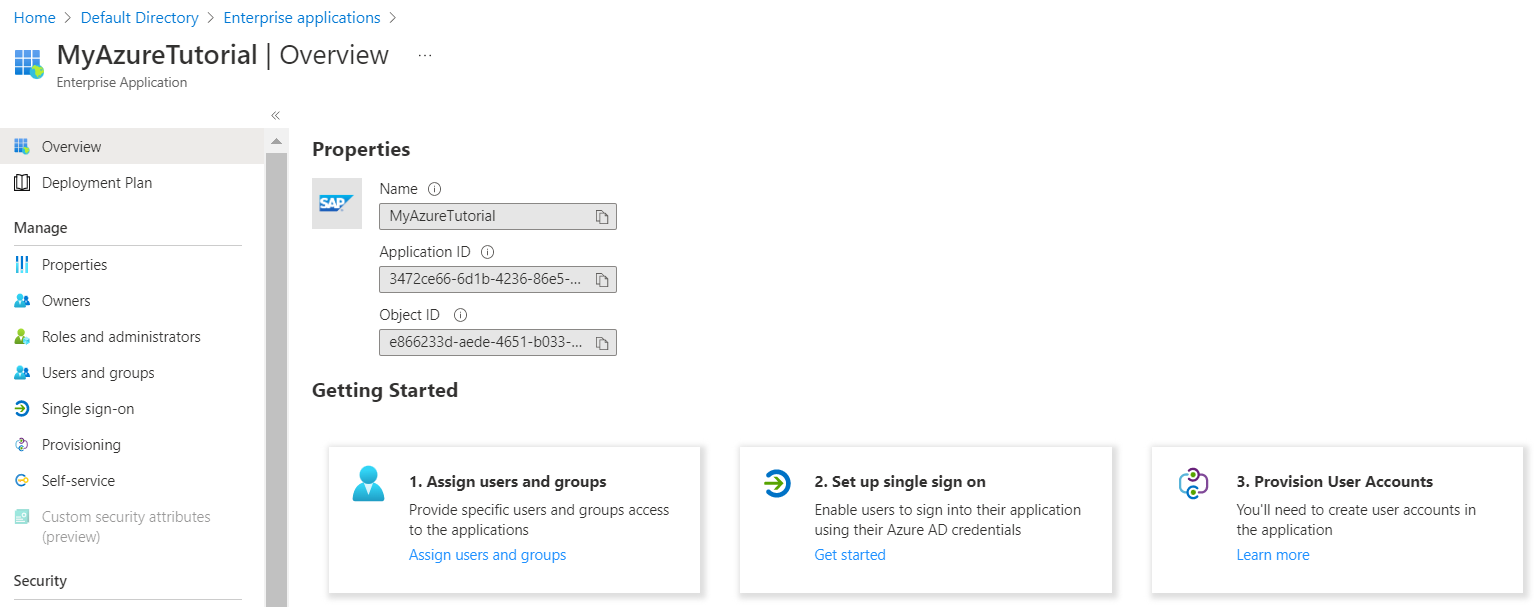 Home > Default Directory > Enterprise applications >
MyAzureTutorial | Overview ...
Enterprise Application
«
Overview
Deployment Plan
Manage
Properties
Owners
Roles and administrators
Users and groups
Single sign-on
Provisioning
Self-service
Custom security attributes
(preview)
Security
Properties
SAP
Name
MyAzureTutorial
Application ID
3472ce66-6d1b-4236-86e5-...
Object ID
e866233d-aede-4651-b033-...
Getting Started
1. Assign users and groups
Provide specific users and groups access
to the applications
Assign users and groups
2. Set up single sign on
Enable users to sign into their application
using their Azure AD credentials
Get started
3. Provision User Accounts
You'll need to create user accounts in
the application
Learn more